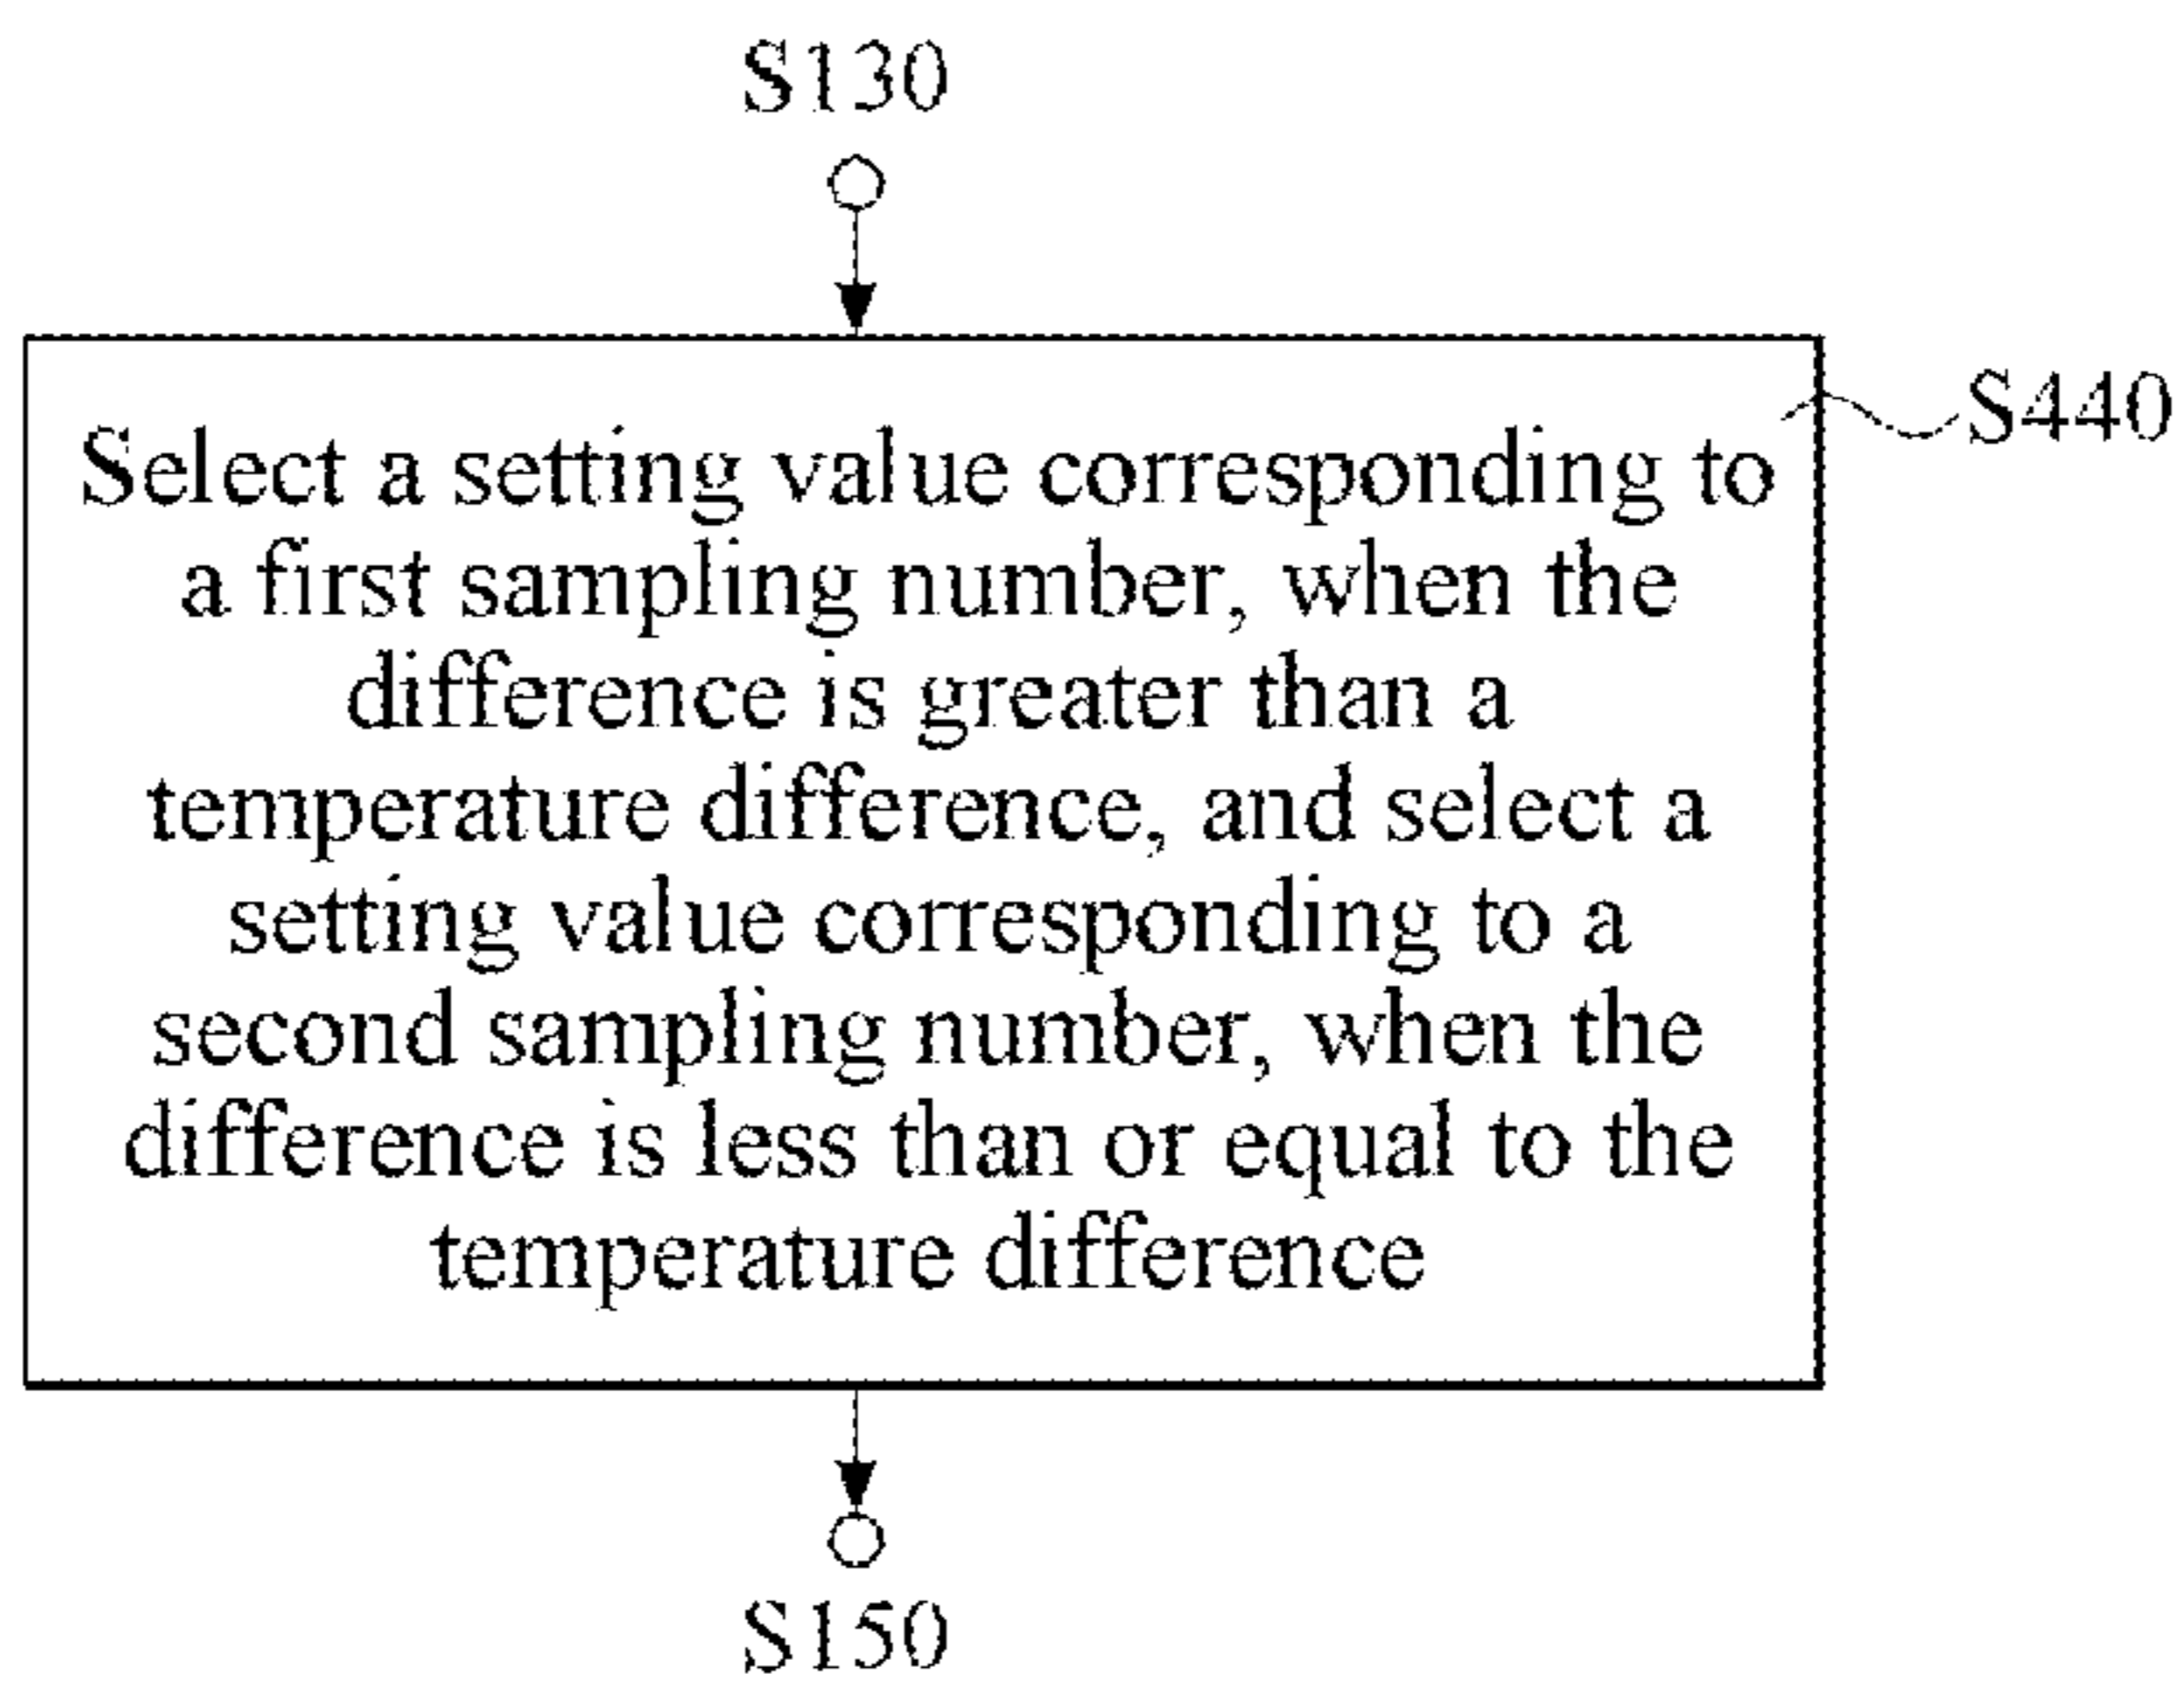 S130
S440
Select a setting value corresponding to
a first sampling number, when the
difference is greater than a
temperature difference, and select a
setting value corresponding to a
second sampling number, when the
difference is less than or equal to the
temperature difference
S150